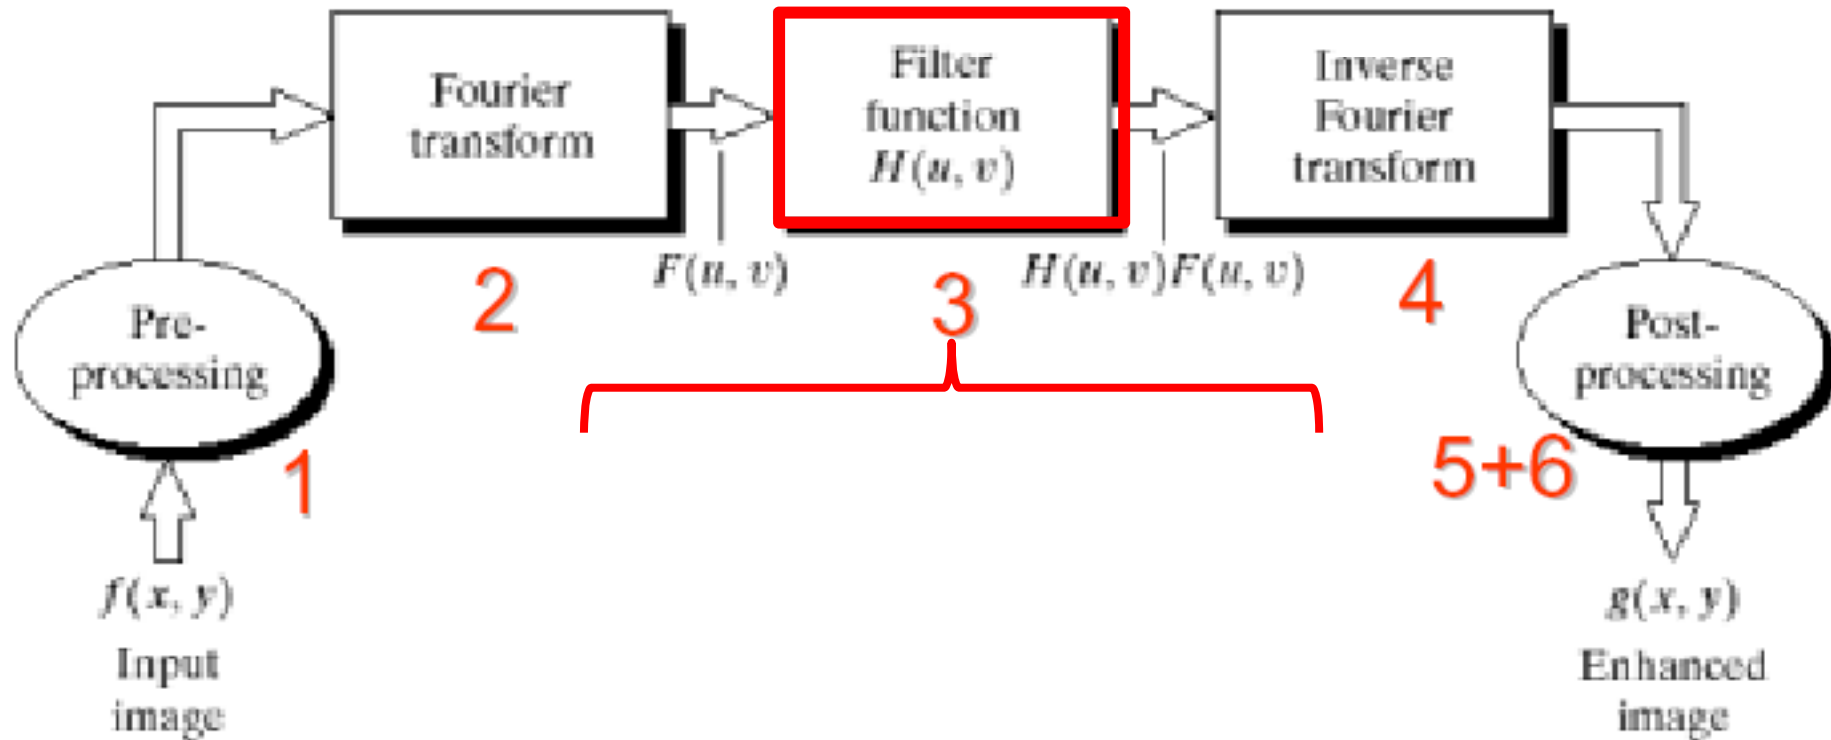 Fourier
transform
Filter
function
H(u, v)
Inverse
Fourier
transform
F(u, v)
H(u, v)F(u, v)
2
3
4
Pre-
processing
Post-
processing
1
5+6
f(x, y)
Input
image
g(x, y)
Enhanced
image